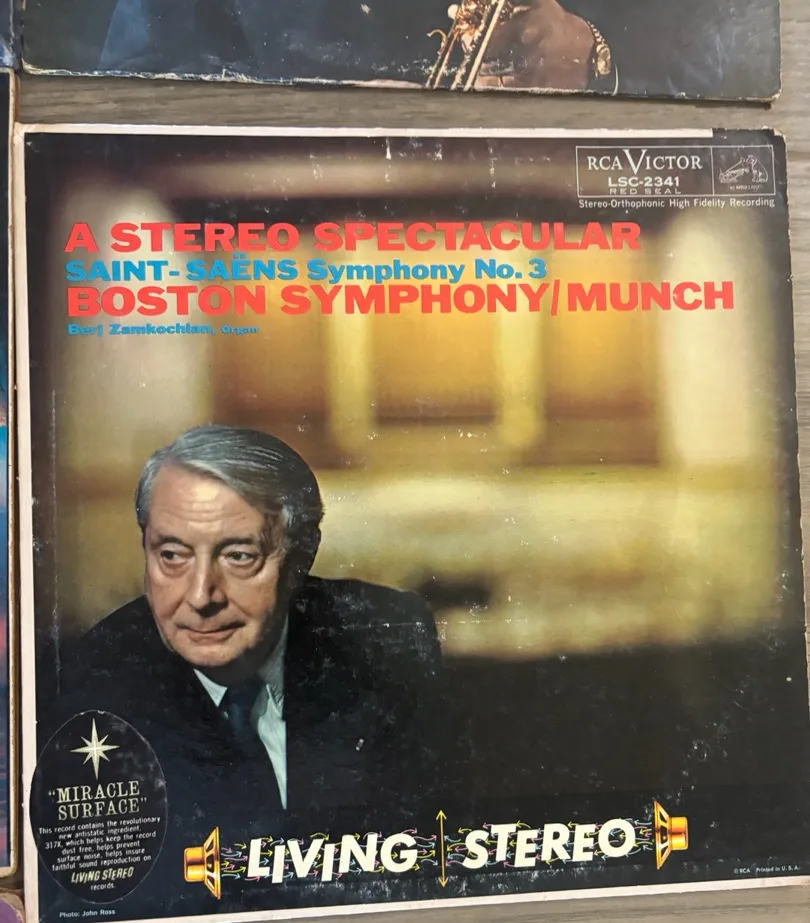 RCA VICTOR
LSC-2341
RED SEAL
Stereo-Orthophonic High Fidelity Recording
A STEREO SPECTACULAR
SAINT-SAËNS Symphony No. 3
BOSTON SYMPHONY/MUNCH
Berj Zamkochian, Organ
"MIRACLE
SURFACE"
This record contains the revolutionary
new antistatic ingredient,
317X, which helps keep the record
dust free, helps prevent
surface noise, helps insure
faithful sound reproduction on
LIVING STEREO
records.
LIVING STEREO
Photo: John Ross
©RCA Printed in U. S. A.